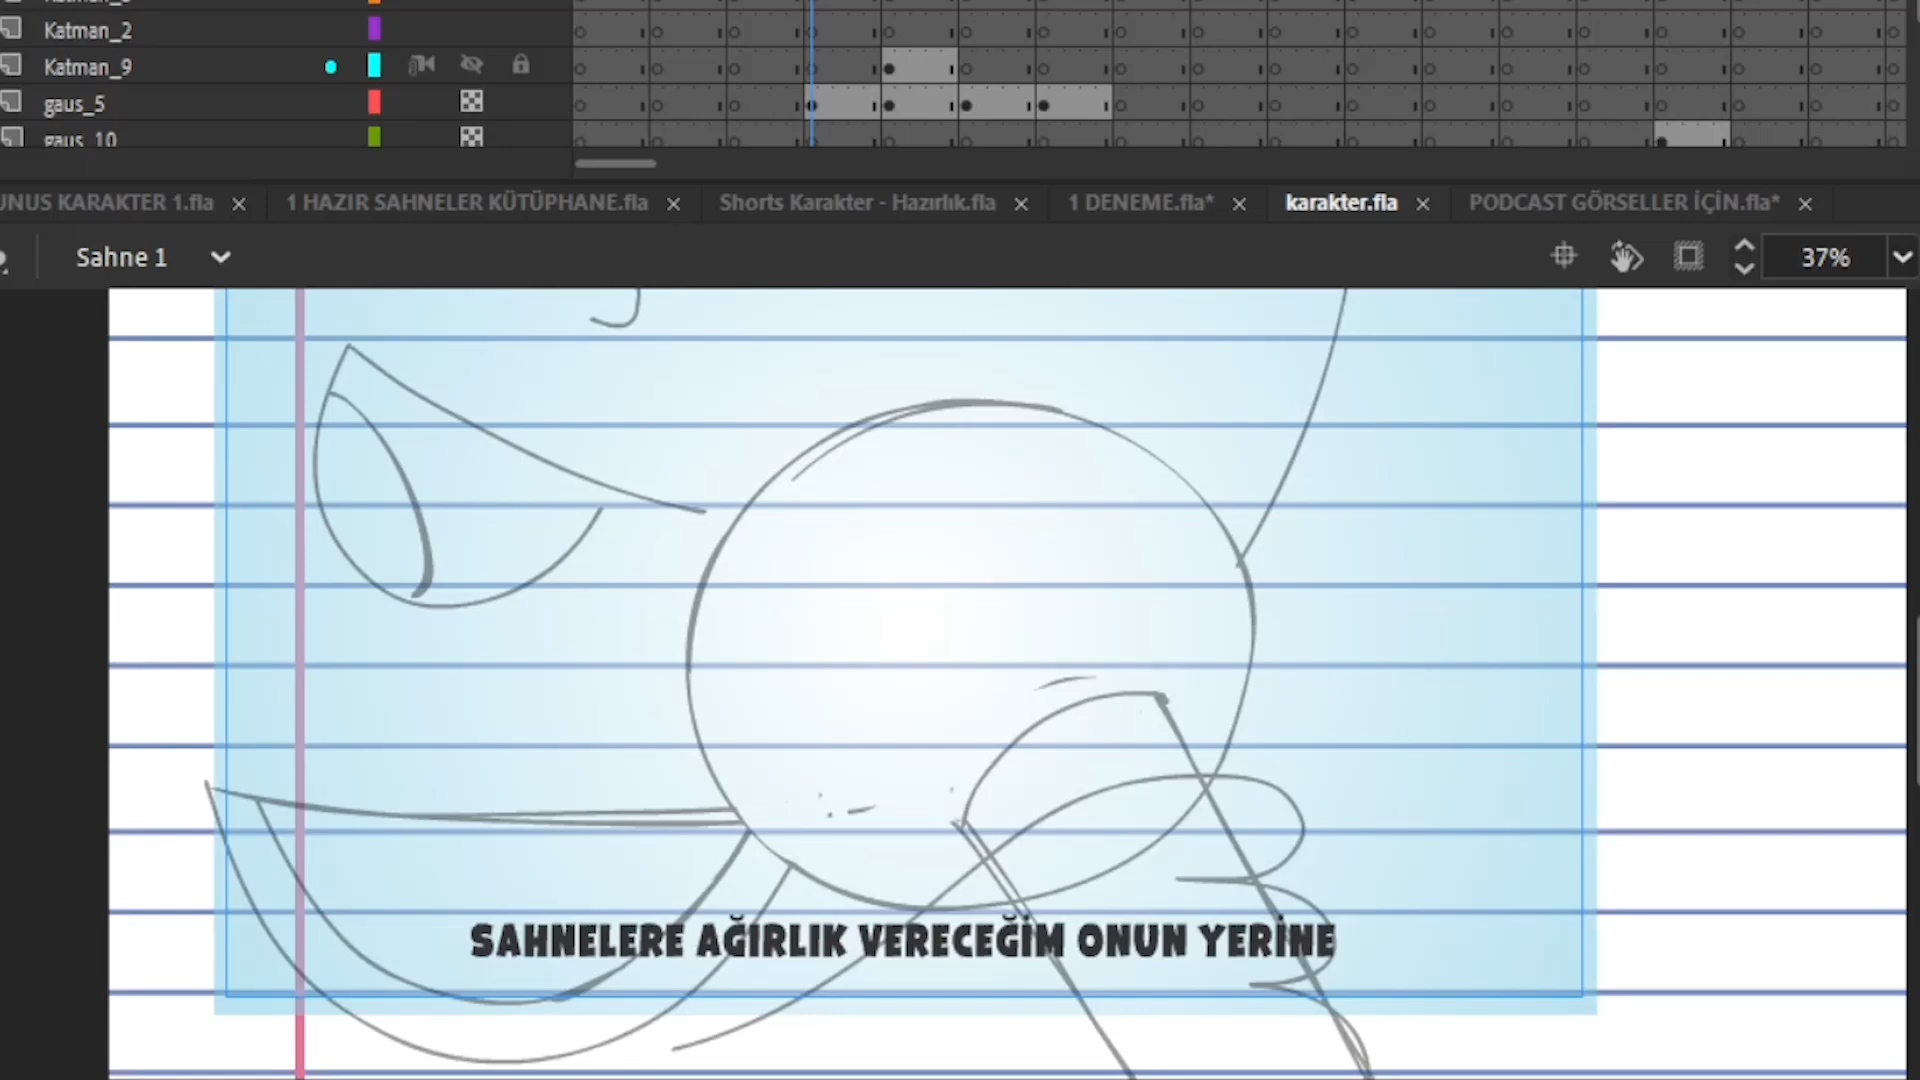 Katman_2
Katman_9
gaus_5
gaus_10
UNUS KARAKTER 1.fla
1 HAZIR SAHNELER KÜTÜPHANE.fla
Shorts Karakter - Hazırlık.fla
1 DENEME.fla*
karakter.fla
PODCAST GÖRSELLER İÇİN.fla*
Sahne 1
37%
SAHNELERE AĞIRLIK VERECEĞİM ONUN YERİNE